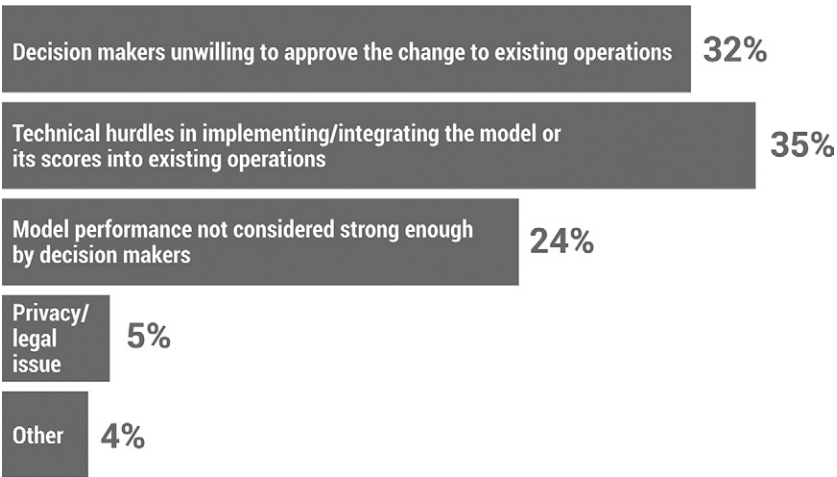 Decision makers unwilling to approve the change to existing operations 32%
Technical hurdles in implementing/integrating the model or
its scores into existing operations
35%
Model performance not considered strong enough
by decision makers
24%
Privacy/
legal
issue
5%
Other 4%